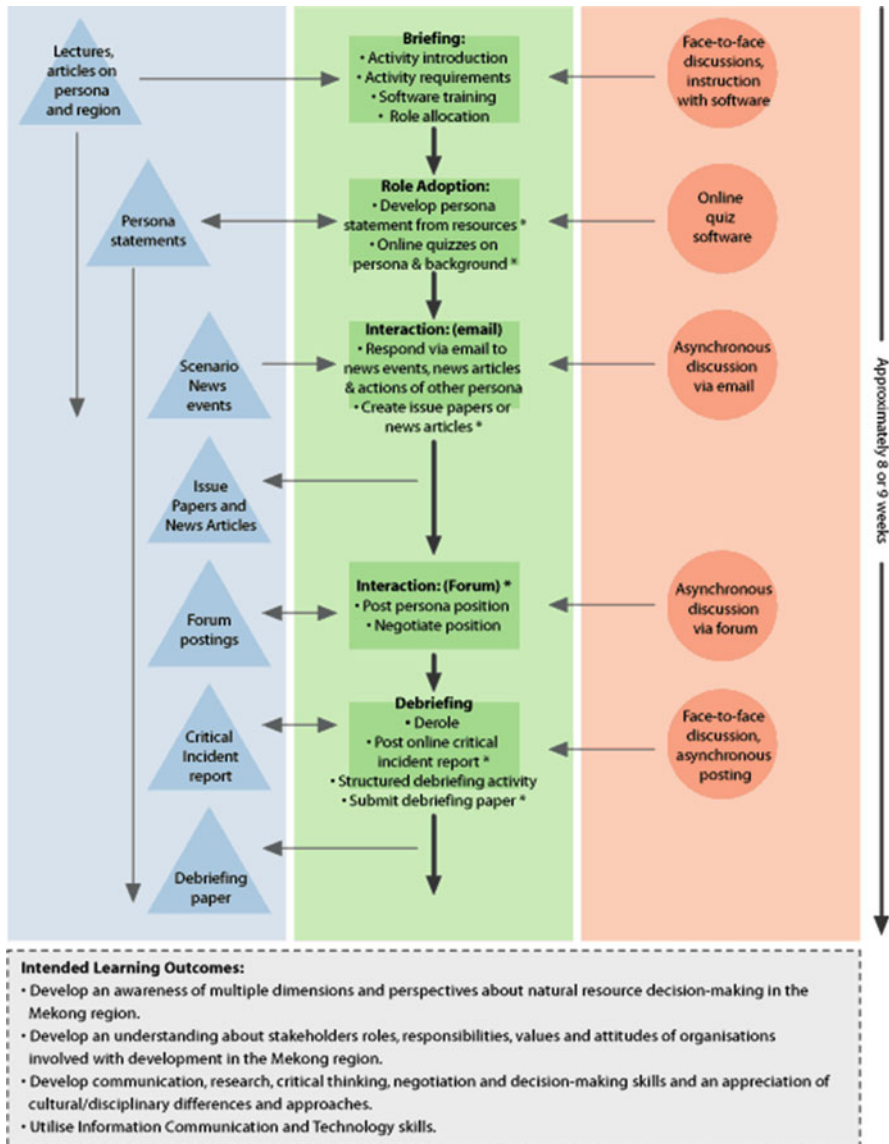 Lectures,
articles on
persona
and region
Briefing:
• Activity introduction
• Activity requirements
• Software training
• Role allocation
Face-to-face
discussions,
instruction
with software
Persona
statements
Role Adoption:
• Develop persona
statement from resources *
• Online quizzes on
persona & background *
Online
quiz
software
Scenario
News
events
Interaction: (email)
• Respond via email to
news events, news articles
& actions of other persona
• Create issue papers or
news articles *
Asynchronous
discussion
via email
Approximately 8 or 9 weeks
Issue
Papers and
News Articles
Forum
postings
Interaction: (Forum) *
• Post persona position
• Negotiate position
Asynchronous
discussion
via forum
Critical
Incident
report
Debriefing
• Derole
• Post online critical
incident report *
• Structured debriefing activity
• Submit debriefing paper *
Face-to-face
discussion,
asynchronous
posting
Debriefing
paper
Intended Learning Outcomes:
• Develop an awareness of multiple dimensions and perspectives about natural resource decision-making in the
Mekong region.
• Develop an understanding about stakeholders roles, responsibilities, values and attitudes of organisations
involved with development in the Mekong region.
• Develop communication, research, critical thinking, negotiation and decision-making skills and an appreciation of
cultural/disciplinary differences and approaches.
• Utilise Information Communication and Technology skills.